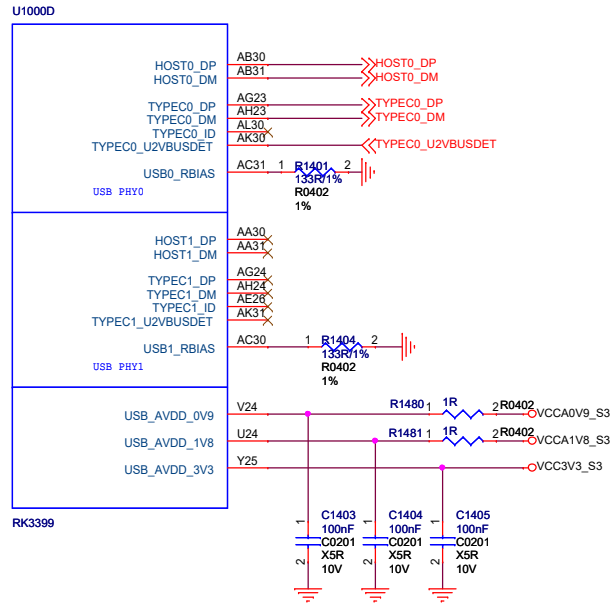 U1000D
HOST0_DP AB30 HOST0_DP
HOST0_DM AB31 HOST0_DM
TYPEC0_DP AG23 TYPEC0_DP
TYPEC0_DM AH23 TYPEC0_DM
TYPEC0_ID AL30
TYPEC0_U2VBUSDET AK30 TYPEC0_U2VBUSDET
USB0_RBIAS AC31 1 R1401 2
133R/1%
R0402
1%
USB PHY0
HOST1_DP AA30
HOST1_DM AA31
TYPEC1_DP AG24
TYPEC1_DM AH24
TYPEC1_ID AE26
TYPEC1_U2VBUSDET AK31
USB1_RBIAS AC30 1 R1404 2
133R/1%
R0402
1%
USB PHY1
USB_AVDD_0V9 V24 R1480 1 1R 2 R0402 VCCA0V9_S3
USB_AVDD_1V8 U24 R1481 1 1R 2 R0402 VCCA1V8_S3
USB_AVDD_3V3 Y25 VCC3V3_S3
RK3399
1 C1403 1 C1404 1 C1405
100nF 100nF 100nF
C0201 C0201 C0201
2 X5R 2 X5R 2 X5R
10V 10V 10V